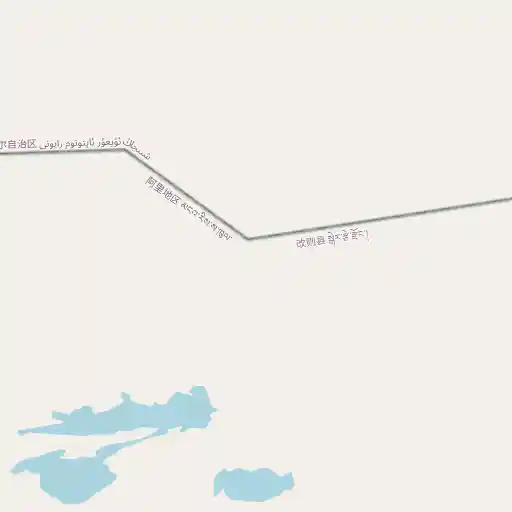 尔自治区 شىنجاڭ ئۇيغۇر ئاپتونوم رايونى
阿里地区 མངའ་རིས་ས་ཁུལ་
改则县 སྒེར་རྩེ་རྫོང་།